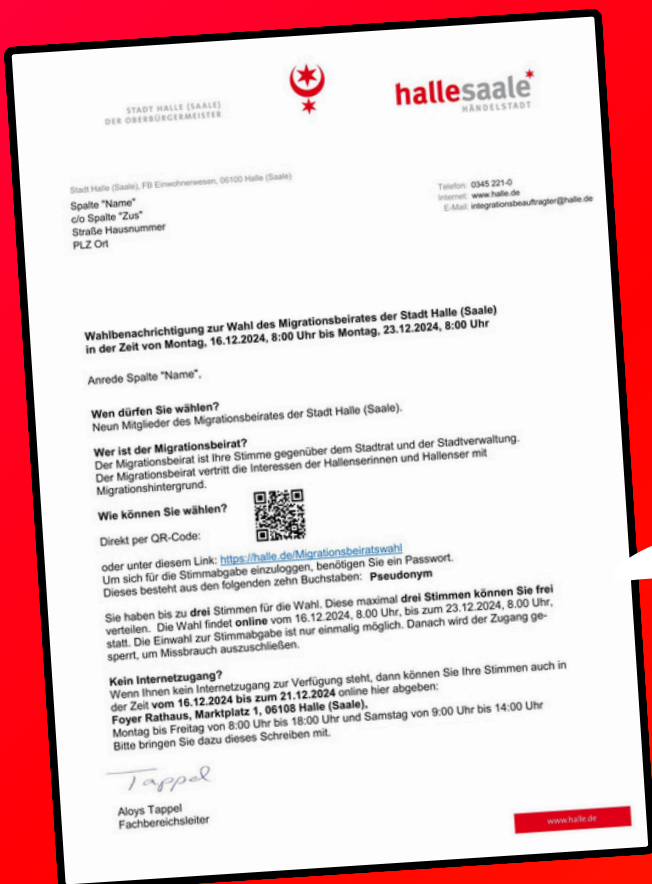 STADT HALLE (SAALE)
DER OBERBÜRGERMEISTER
hallesaale*
HÄNDELSTADT
Stadt Halle (Saale), FB Einwohnerwesen, 06100 Halle (Saale)
Spalte "Name"
c/o Spalte "Zus"
Straße Hausnummer
PLZ Ort
Telefon: 0345 221-0
Internet: www.halle.de
E-Mail: integrationsbeauftragter@halle.de
Wahlbenachrichtigung zur Wahl des Migrationsbeirates der Stadt Halle (Saale)
in der Zeit von Montag, 16.12.2024, 8:00 Uhr bis Montag, 23.12.2024, 8:00 Uhr
Anrede Spalte "Name",
Wen dürfen Sie wählen?
Neun Mitglieder des Migrationsbeirates der Stadt Halle (Saale).
Wer ist der Migrationsbeirat?
Der Migrationsbeirat ist Ihre Stimme gegenüber dem Stadtrat und der Stadtverwaltung.
Der Migrationsbeirat vertritt die Interessen der Hallenserinnen und Hallenser mit
Migrationshintergrund.
Wie können Sie wählen?
Direkt per QR-Code:
oder unter diesem Link: https://halle.de/Migrationsbeiratswahl
Um sich für die Stimmabgabe einzuloggen, benötigen Sie ein Passwort.
Dieses besteht aus den folgenden zehn Buchstaben: Pseudonym
Sie haben bis zu drei Stimmen für die Wahl. Diese maximal drei Stimmen können Sie frei
verteilen. Die Wahl findet online vom 16.12.2024, 8.00 Uhr, bis zum 23.12.2024, 8.00 Uhr,
statt. Die Einwahl zur Stimmabgabe ist nur einmalig möglich. Danach wird der Zugang ge-
sperrt, um Missbrauch auszuschließen.
Kein Internetzugang?
Wenn Ihnen kein Internetzugang zur Verfügung steht, dann können Sie Ihre Stimmen auch in
der Zeit vom 16.12.2024 bis zum 21.12.2024 online hier abgeben:
Foyer Rathaus, Marktplatz 1, 06108 Halle (Saale),
Montag bis Freitag von 8:00 Uhr bis 18:00 Uhr und Samstag von 9:00 Uhr bis 14:00 Uhr
Bitte bringen Sie dazu dieses Schreiben mit.
Tappel
Aloys Tappel
Fachbereichsleiter
www.halle.de